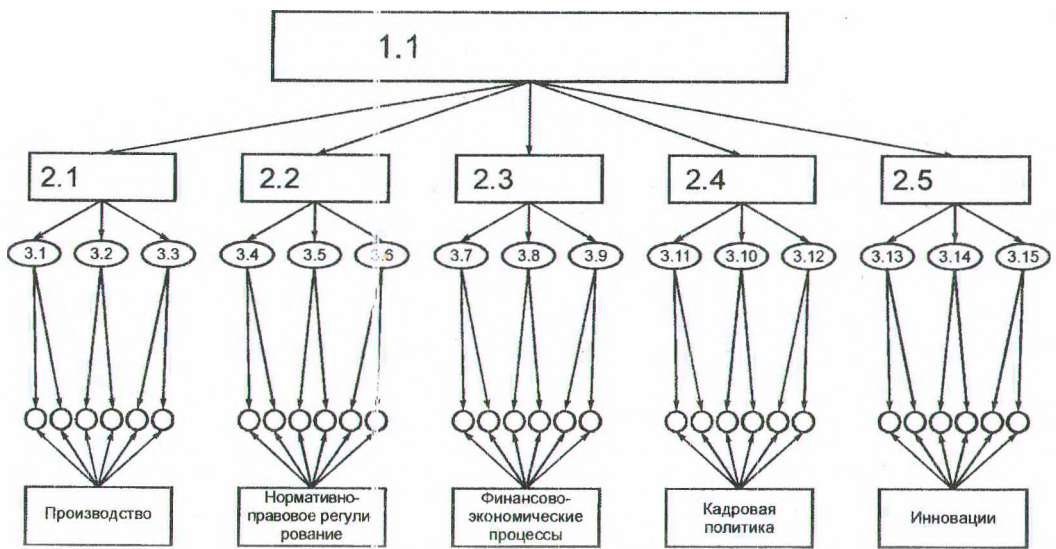 1.1
2.1 2.2 2.3 2.4 2.5
3.1 3.2 3.3 3.4 3.5 3.6 3.7 3.8 3.9 3.11 3.10 3.12 3.13 3.14 3.15
Производство
Нормативно-
правовое регули
рование
Финансово-
экономические
процессы
Кадровая
политика
Инновации